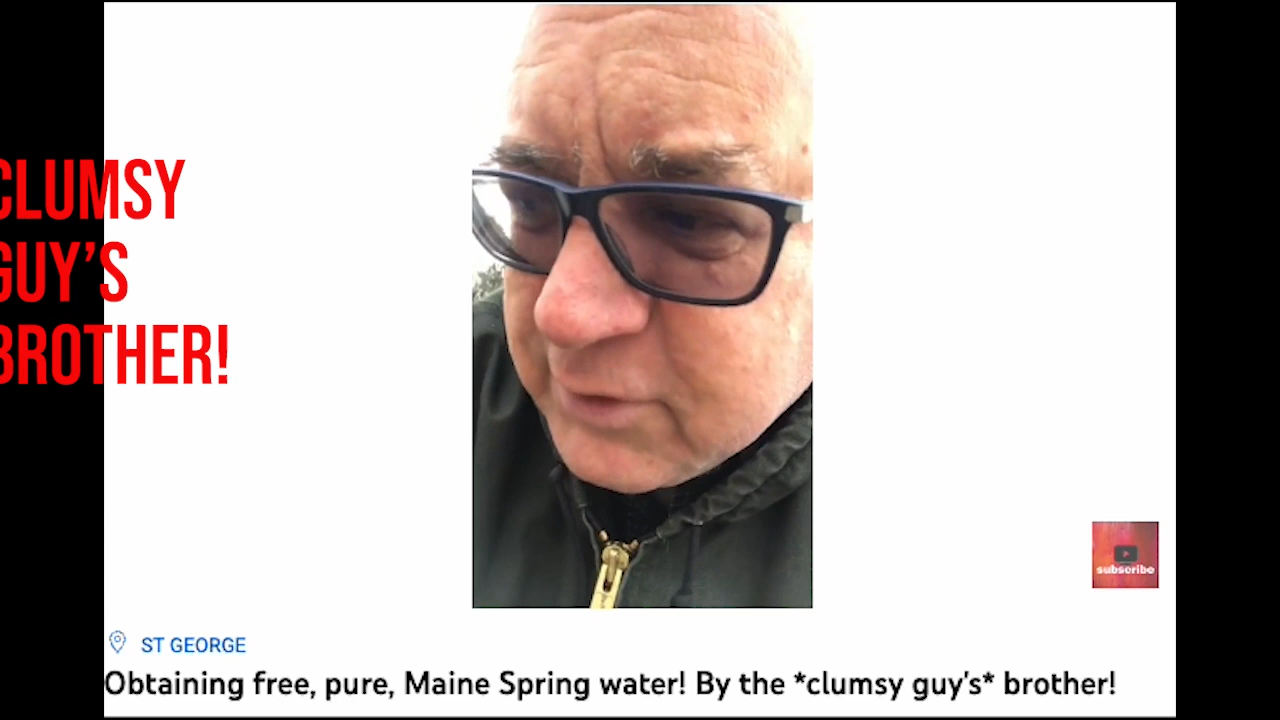 CLUMSY
GUY'S
BROTHER!
subscribe
ST GEORGE
Obtaining free, pure, Maine Spring water! By the *clumsy guy's* brother!